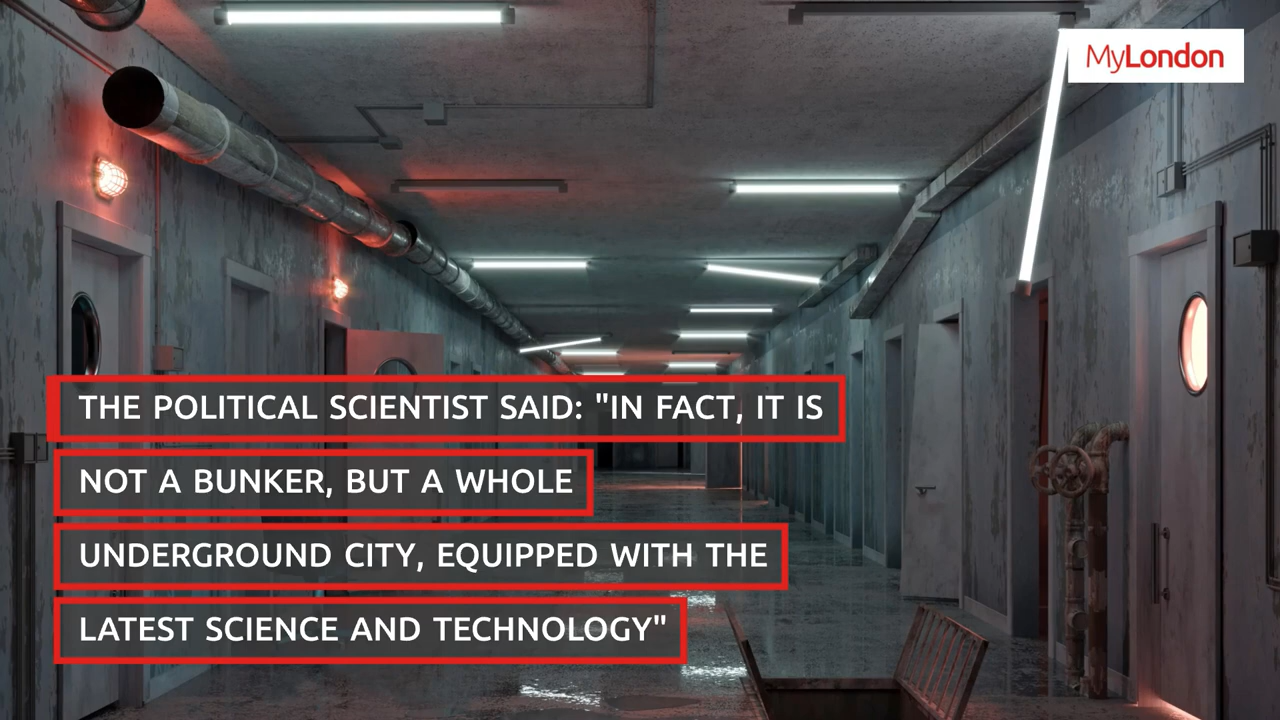 MyLondon
THE POLITICAL SCIENTIST SAID: "IN FACT, IT IS
NOT A BUNKER, BUT A WHOLE
UNDERGROUND CITY, EQUIPPED WITH THE
LATEST SCIENCE AND TECHNOLOGY"